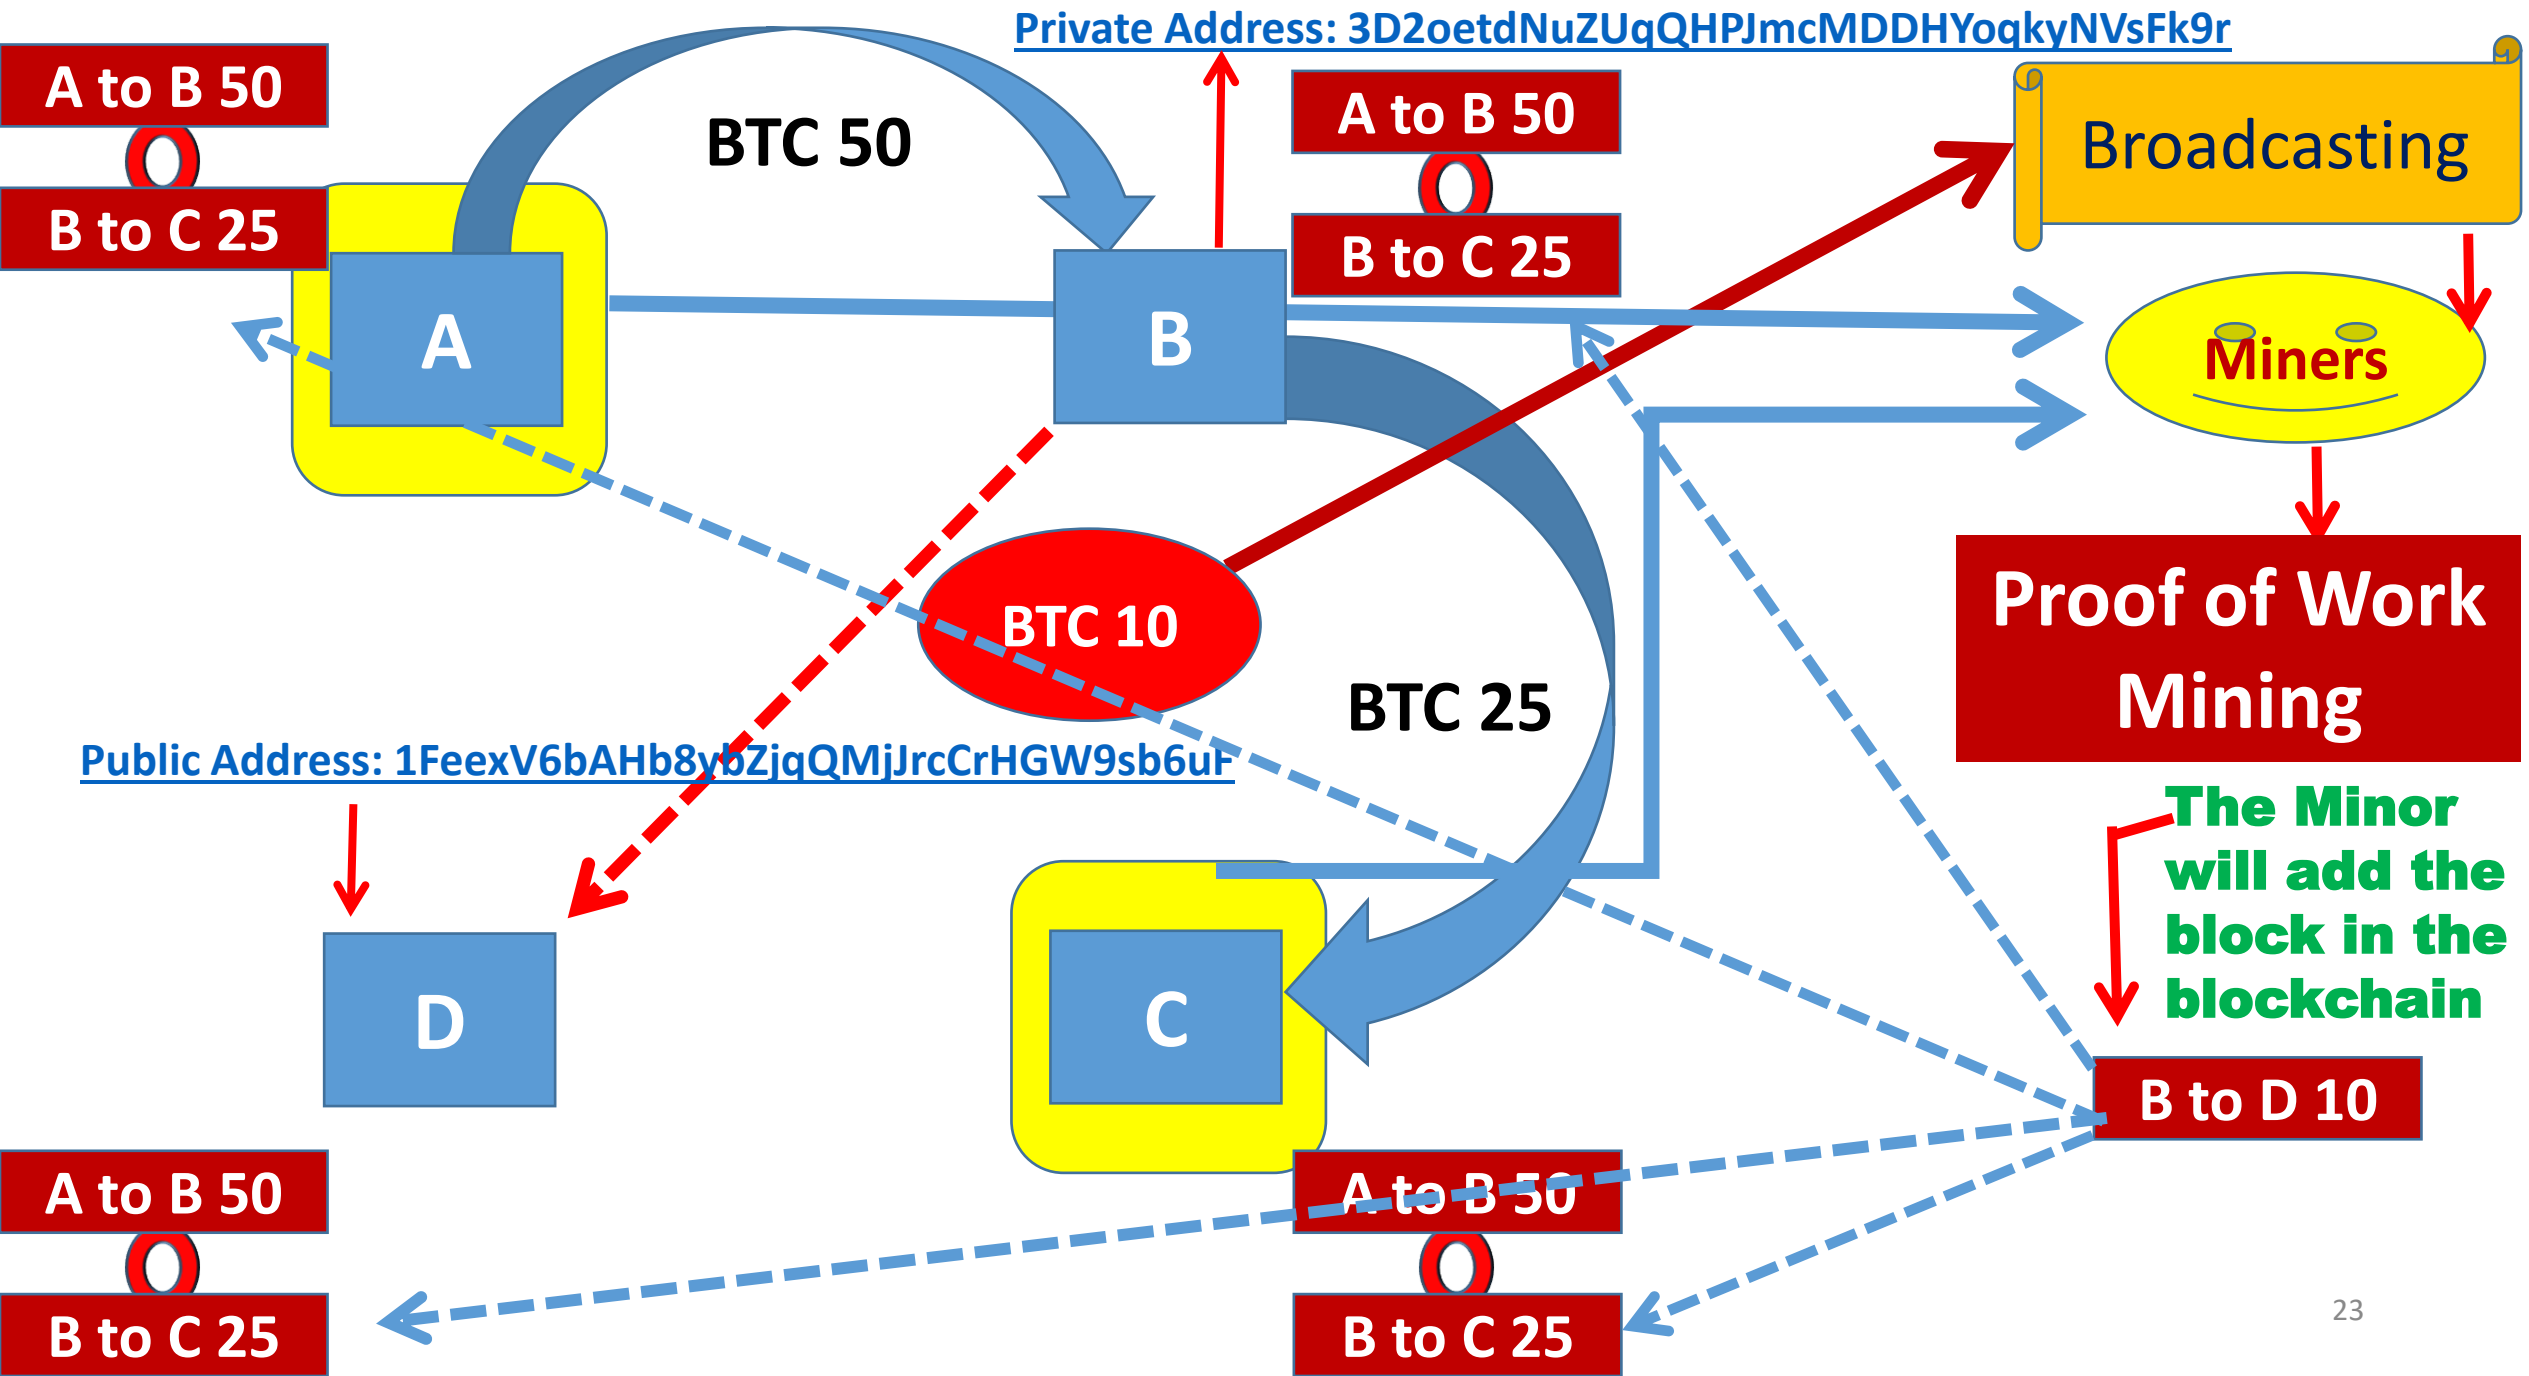 Private Address: 3D2oetdNuZUqQHPJmcMDDHYoqkyNVsFk9r
A to B 50
B to C 25
BTC 50
A to B 50
B to C 25
Broadcasting
A
B
Miners
BTC 10
BTC 25
Proof of Work
Mining
Public Address: 1FeexV6bAHb8ybZjqQMjJrcCrHGW9sb6uF
The Minor
will add the
block in the
blockchain
D
C
B to D 10
A to B 50
B to C 25
A to B 50
B to C 25
23